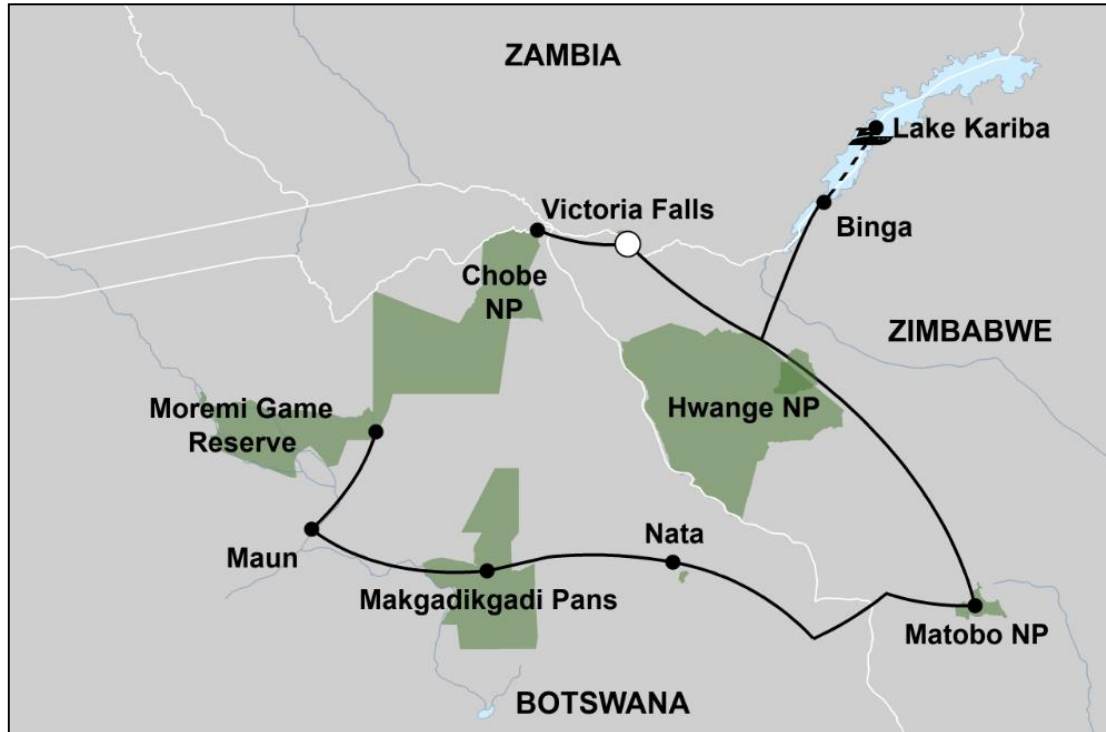 ZAMBIA
Lake Kariba
Victoria Falls
Binga
Chobe
NP
ZIMBABWE
Moremi Game
Reserve
Hwange NP
Nata
Maun
Makgadikgadi Pans
Matobo NP
BOTSWANA